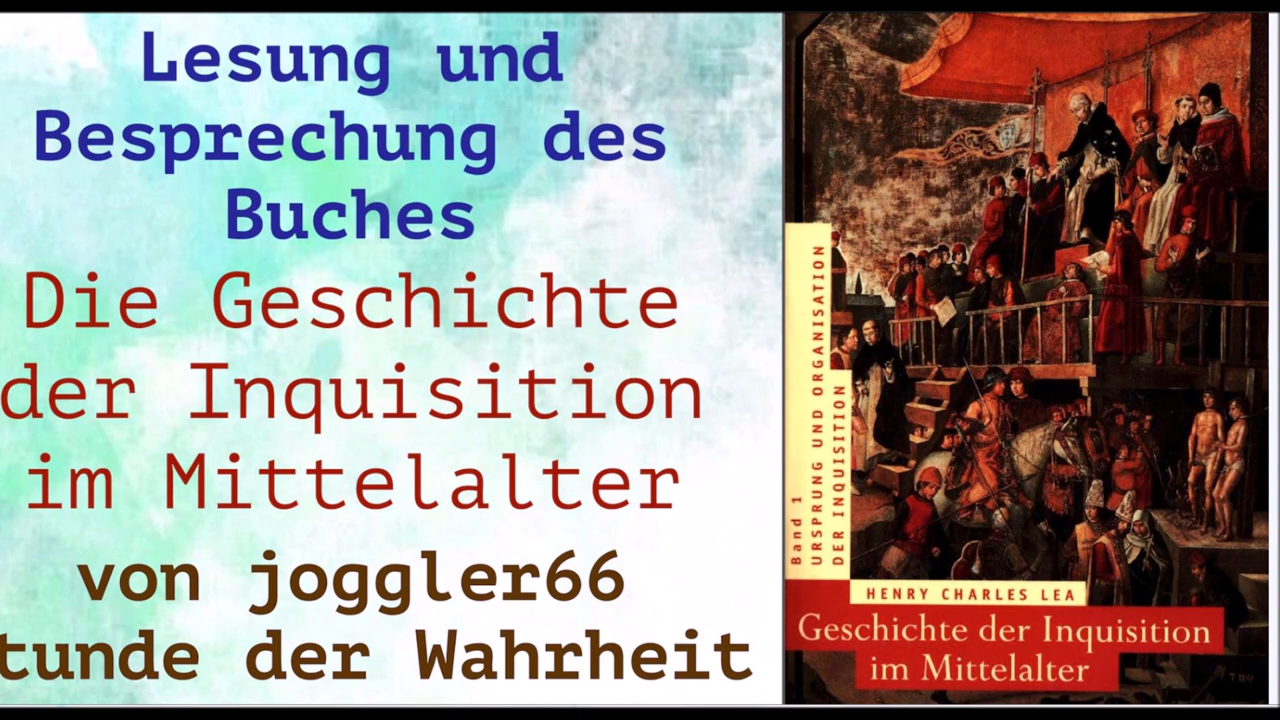 Lesung und
Besprechung des
Buches
Die Geschichte
der Inquisition
im Mittelalter
von joggler66
tunde der Wahrheit
Band 1
URSPRUNG UND ORGANISATION
DER INQUISITION
HENRY CHARLES LEA
Geschichte der Inquisition
im Mittelalter